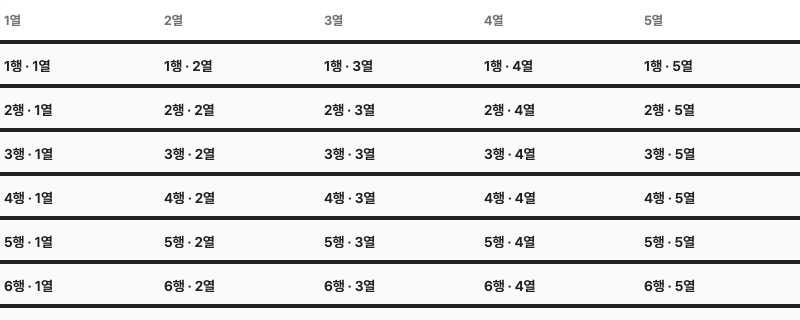 1열 2열 3열 4열 5열
1행 · 1열 1행 · 2열 1행 · 3열 1행 · 4열 1행 · 5열
2행 · 1열 2행 · 2열 2행 · 3열 2행 · 4열 2행 · 5열
3행 · 1열 3행 · 2열 3행 · 3열 3행 · 4열 3행 · 5열
4행 · 1열 4행 · 2열 4행 · 3열 4행 · 4열 4행 · 5열
5행 · 1열 5행 · 2열 5행 · 3열 5행 · 4열 5행 · 5열
6행 · 1열 6행 · 2열 6행 · 3열 6행 · 4열 6행 · 5열